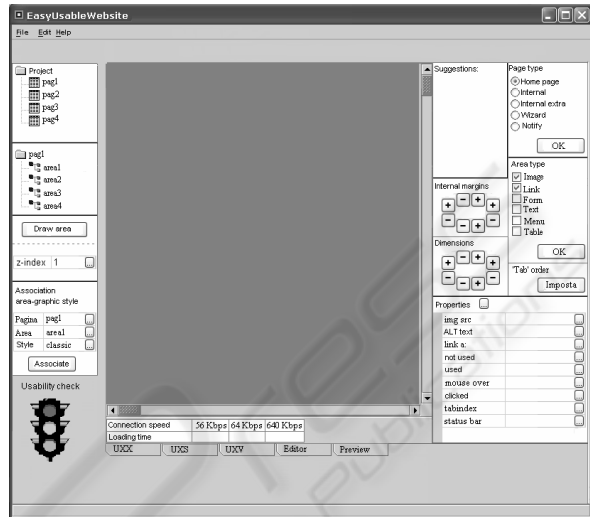 EasyUsableWebsite
File Edit Help
Project
pag1
pag2
pag3
pag4
pag1
area1
area2
area3
area4
Draw area
z-index 1 ...
Association
area-graphic style
Pagina pag1 ...
Area area1 ...
Style classic ...
Associate
Usability check
Connection speed 56 Kbps 64 Kbps 640 Kbps
Loading time
UXX UXS UXV Editor Preview
Suggestions:
Internal margins
+ - + +
- - + -
Dimensions
+ - + +
- - + -
Page type
Home page
Internal
Internal extra
Wizard
Notify
OK
Area type
Image
Link
Form
Text
Menu
Table
OK
'Tab' order
Imposta
Properties
img src ...
ALT text ...
link a: ...
not used ...
used ...
mouse over ...
clicked ...
tabindex ...
status bar ...